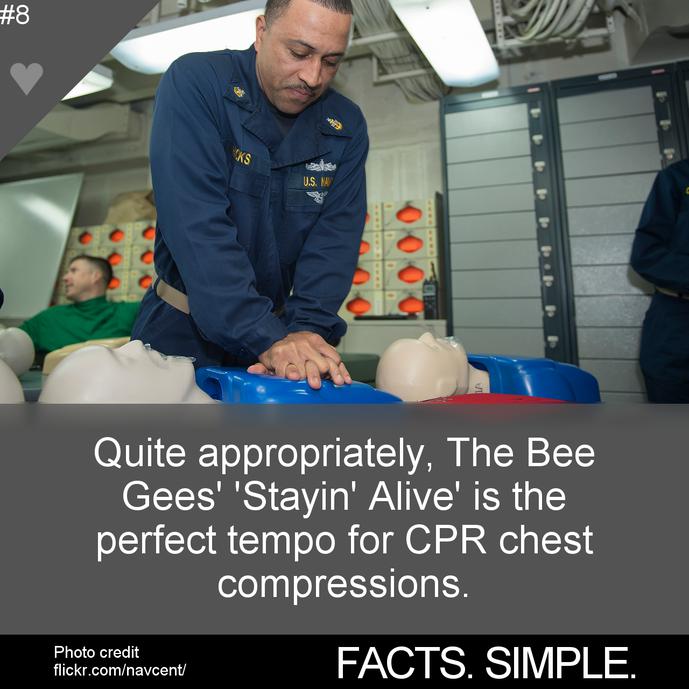 #8
U.S. NAVY
Quite appropriately, The Bee
Gees' 'Stayin' Alive' is the
perfect tempo for CPR chest
compressions.
Photo credit
flickr.com/navcent/
FACTS. SIMPLE.